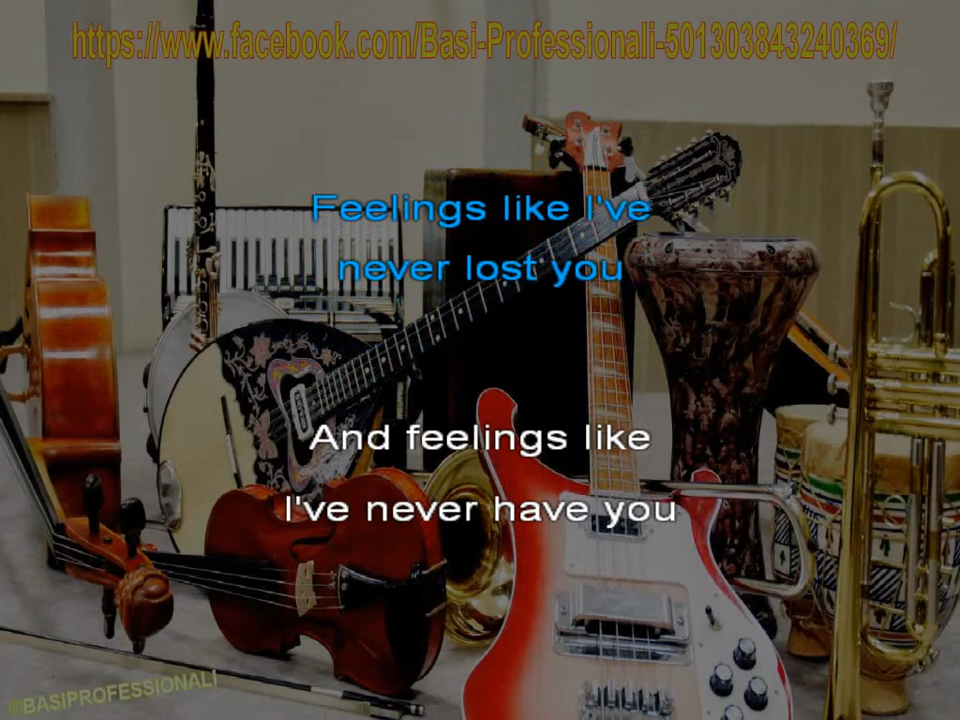 https://www.facebook.com/Basi-Professionali-501303843240369/
Feelings like I've
never lost you
And feelings like
I've never have you
©BASIPROFESSIONALI